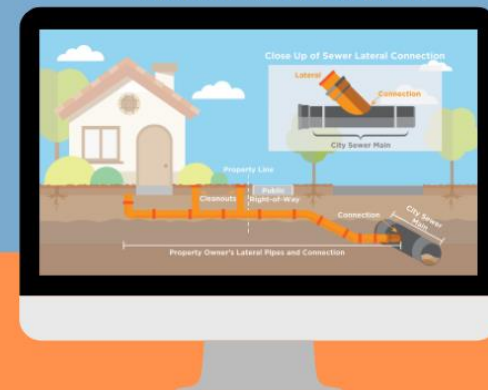 Close Up of Sewer Lateral Connection
Lateral
Connection
City Sewer Main
Property Line
Cleanouts
Public
Right-of-Way
Connection
City Sewer
Main
Property Owner's Lateral Pipes and Connection